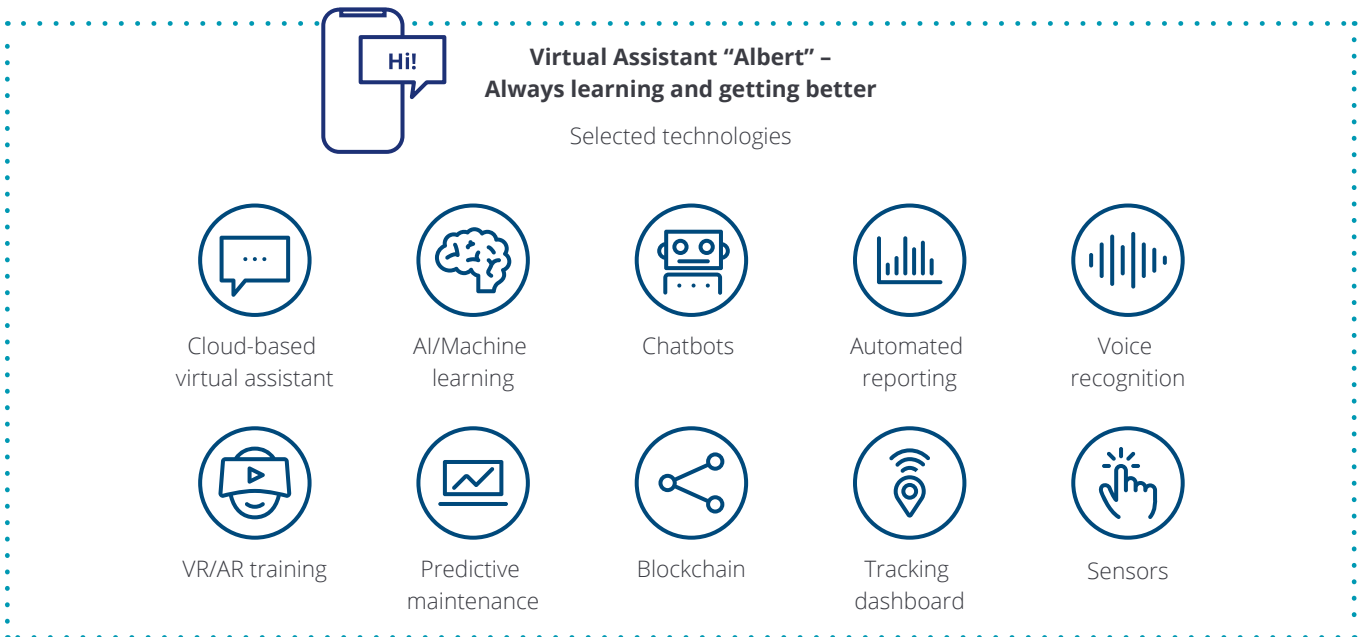 Hi!
Virtual Assistant “Albert” –
Always learning and getting better
Selected technologies
Cloud-based
virtual assistant
AI/Machine
learning
Chatbots
Automated
reporting
Voice
recognition
VR/AR training
Predictive
maintenance
Blockchain
Tracking
dashboard
Sensors